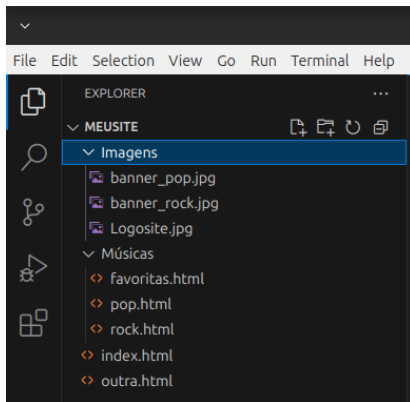 File Edit Selection View Go Run Terminal Help
EXPLORER
MEUSITE
Imagens
banner_pop.jpg
banner_rock.jpg
Logosite.jpg
Músicas
favoritas.html
pop.html
rock.html
index.html
outra.html